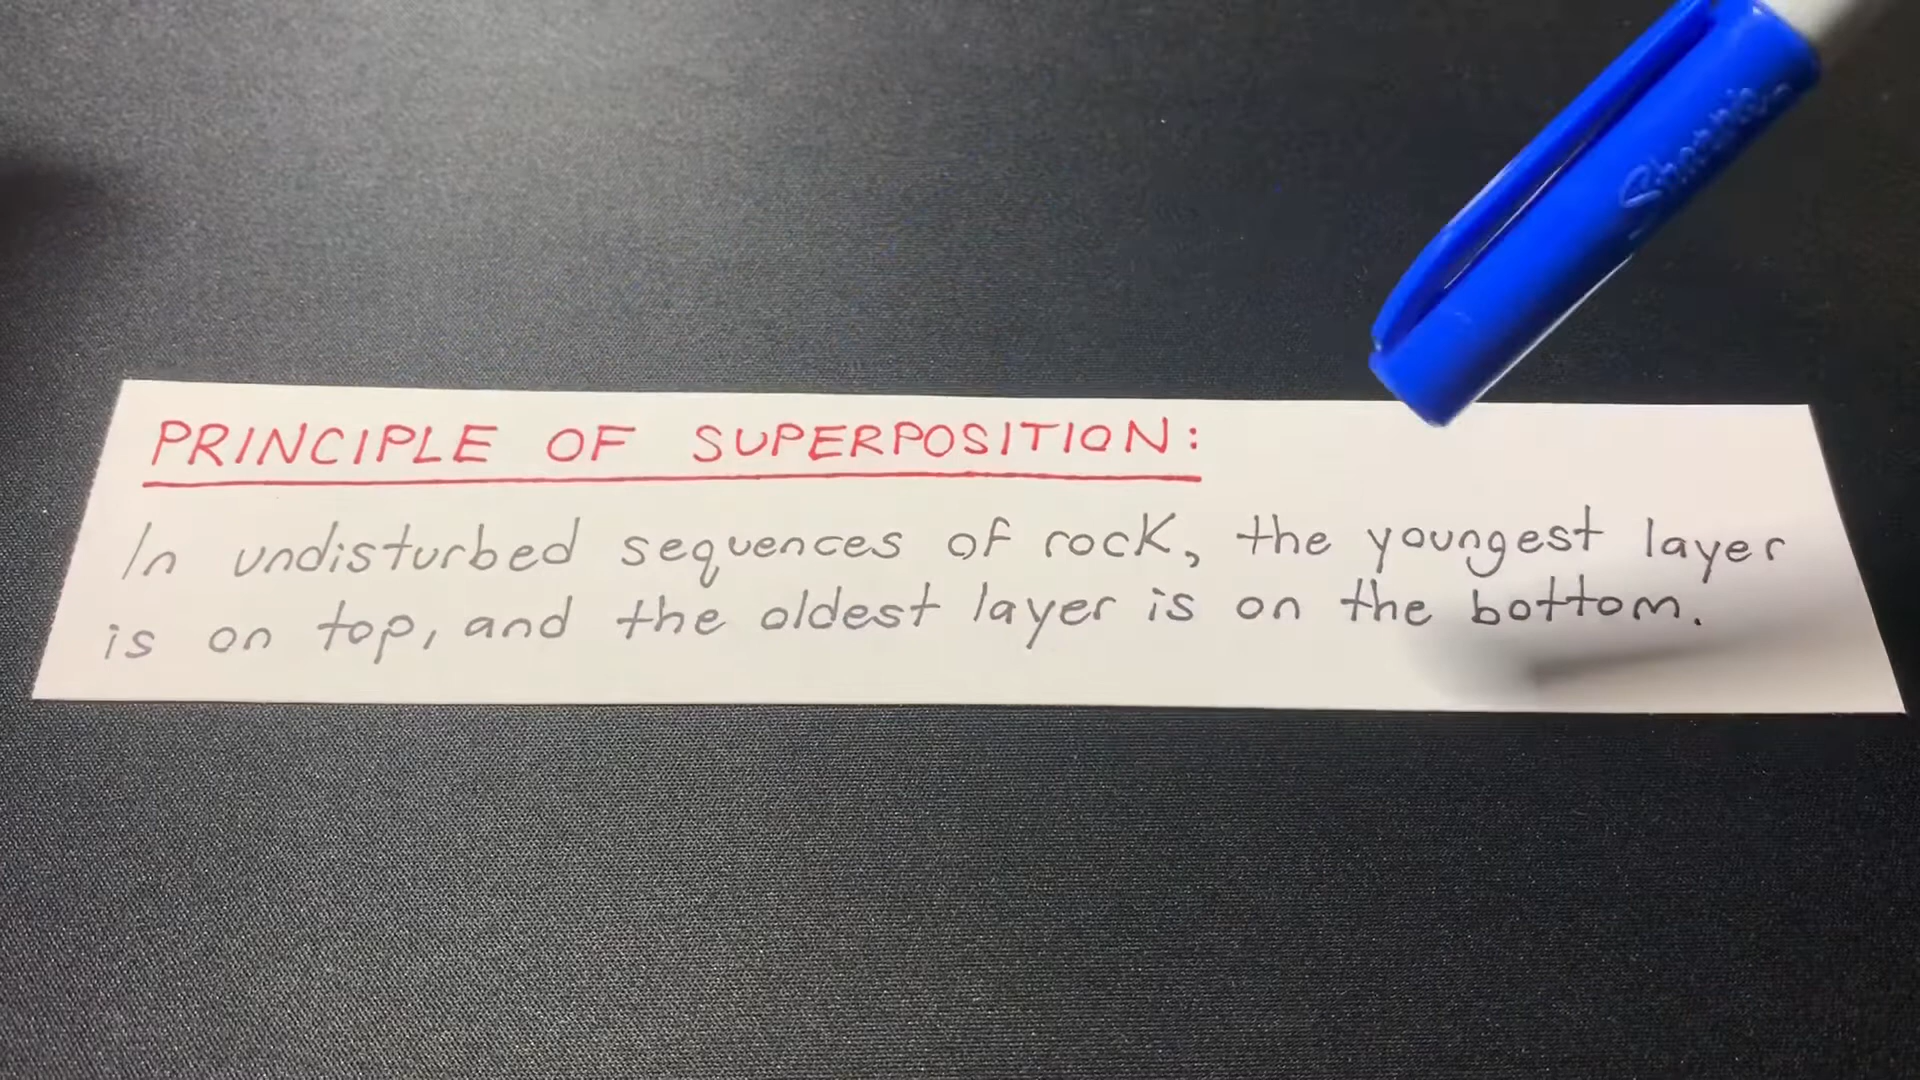 Sharpie
PRINCIPLE OF SUPERPOSITION:
In undisturbed sequences of rock, the youngest layer
is on top, and the oldest layer is on the bottom.